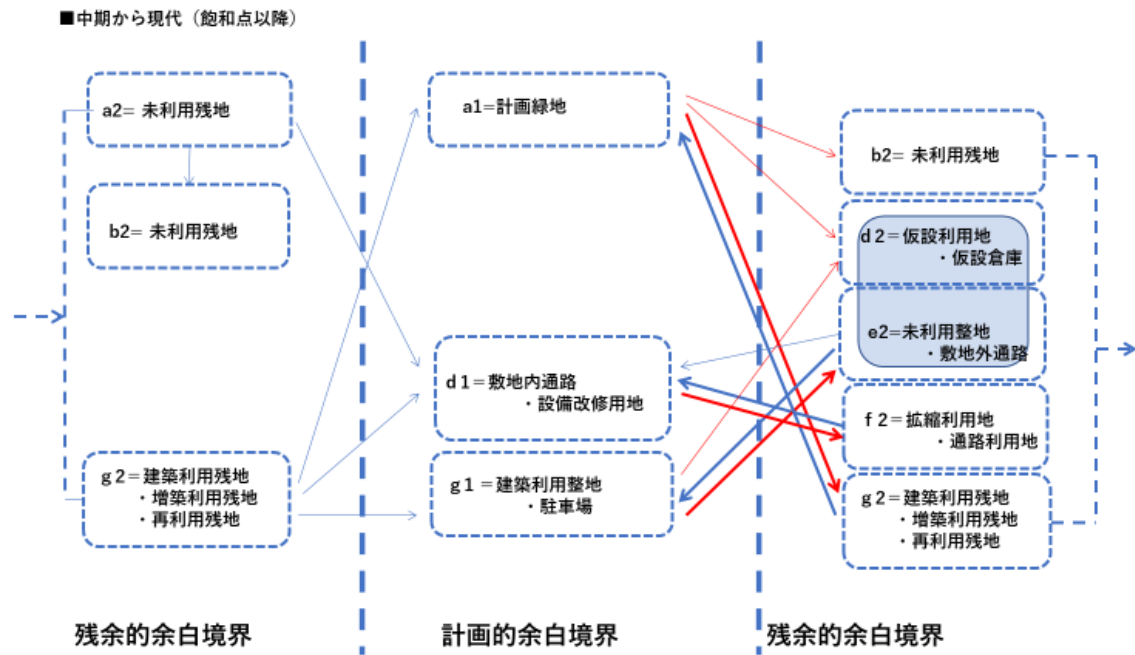 ■中期から現代（飽和点以降）
a2= 未利用残地
b2= 未利用残地
g2＝建築利用残地
・増築利用残地
・再利用残地
a1=計画緑地
d1＝敷地内通路
・設備改修用地
g1＝建築利用整地
・駐車場
b2= 未利用残地
d2＝仮設利用地
・仮設倉庫
e2＝未利用整地
・敷地外通路
f2＝拡縮利用地
・通路利用地
g2＝建築利用残地
・増築利用残地
・再利用残地
残余的余白境界
計画的余白境界
残余的余白境界